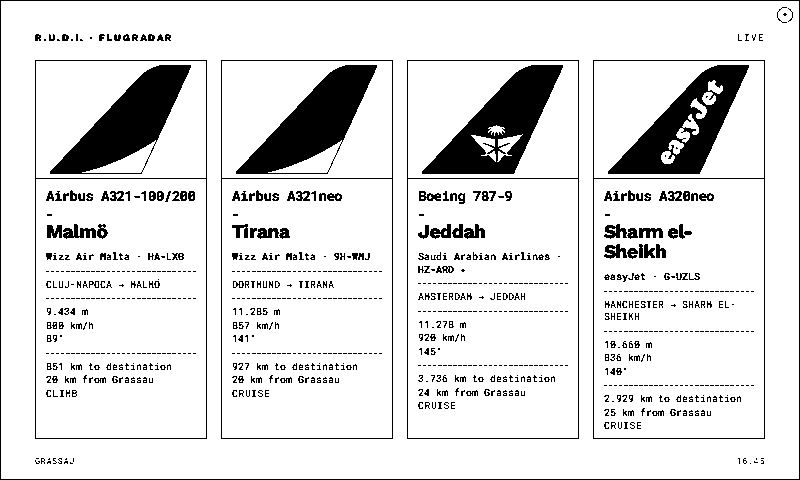 R.U.D.I. · FLUGRADAR
LIVE
Airbus A321-100/200
-
Malmö
Wizz Air Malta · HA-LXB
CLUJ-NAPOCA → MALMÖ
9.434 m
800 km/h
89°
851 km to destination
20 km from Grassau
CLIMB
Airbus A321neo
-
Tirana
Wizz Air Malta · 9H-WMJ
DORTMUND → TIRANA
11.285 m
857 km/h
141°
927 km to destination
20 km from Grassau
CRUISE
Boeing 787-9
-
Jeddah
Saudi Arabian Airlines ·
HZ-ARD ✦
AMSTERDAM → JEDDAH
11.278 m
920 km/h
145°
3.736 km to destination
24 km from Grassau
CRUISE
easyJet
Airbus A320neo
-
Sharm el-
Sheikh
easyJet · G-UZLS
MANCHESTER → SHARM EL-
SHEIKH
10.660 m
836 km/h
140°
2.929 km to destination
25 km from Grassau
CRUISE
GRASSAU
16:45